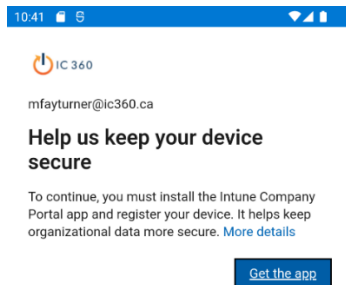 10:41
IC 360
mfayturner@ic360.ca
Help us keep your device
secure
To continue, you must install the Intune Company
Portal app and register your device. It helps keep
organizational data more secure. More details
Get the app